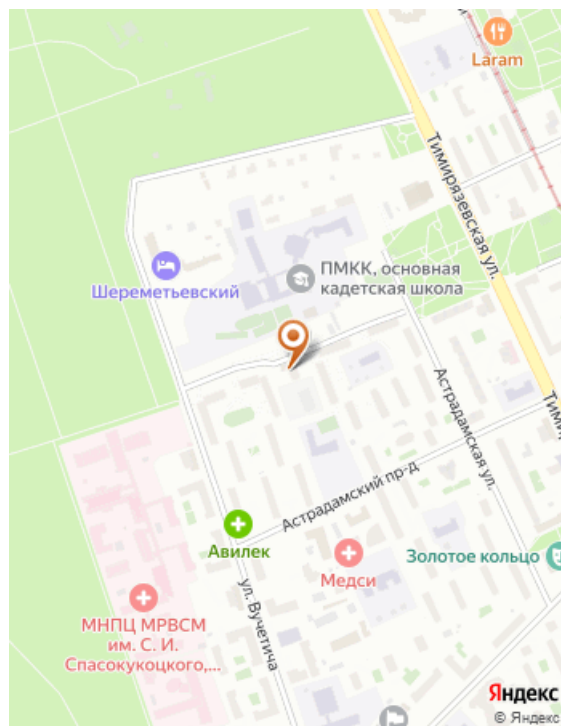 Laram
Тимирязевская ул.
ПМКК, основная
кадетская школа
Шереметьевский
Астрадамская ул.
Тимир
Астрадамский пр-д
Авилек
Медси
Золотое кольцо
МНПЦ МРВСМ
им. С. И.
Спасокукоцкого,...
ул. Вучетича
Яндекс
© Яндекс